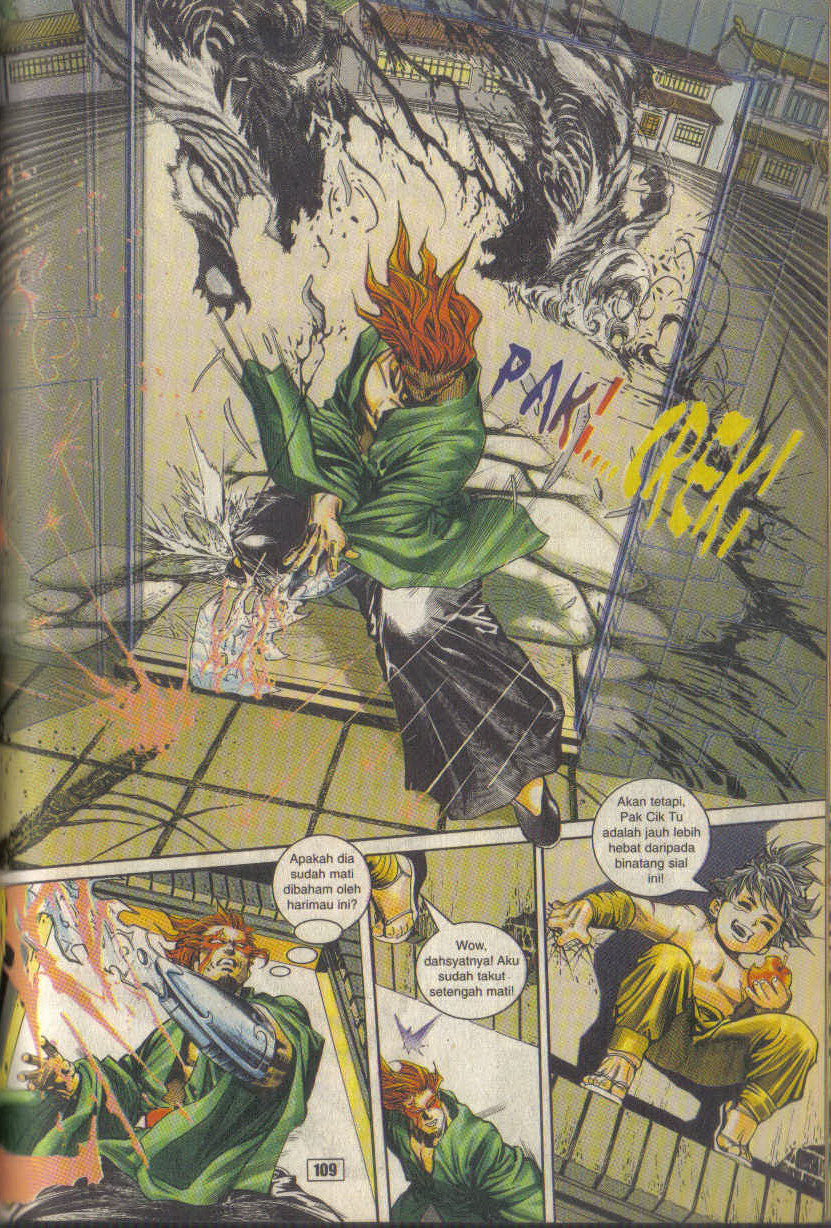 PAK!...
CREK!
Apakah dia
sudah mati
dibaham oleh
harimau ini?
Wow,
dahsyatnya! Aku
sudah takut
setengah mati!
Akan tetapi,
Pak Cik Tu
adalah jauh lebih
hebat daripada
binatang sial
ini!
109